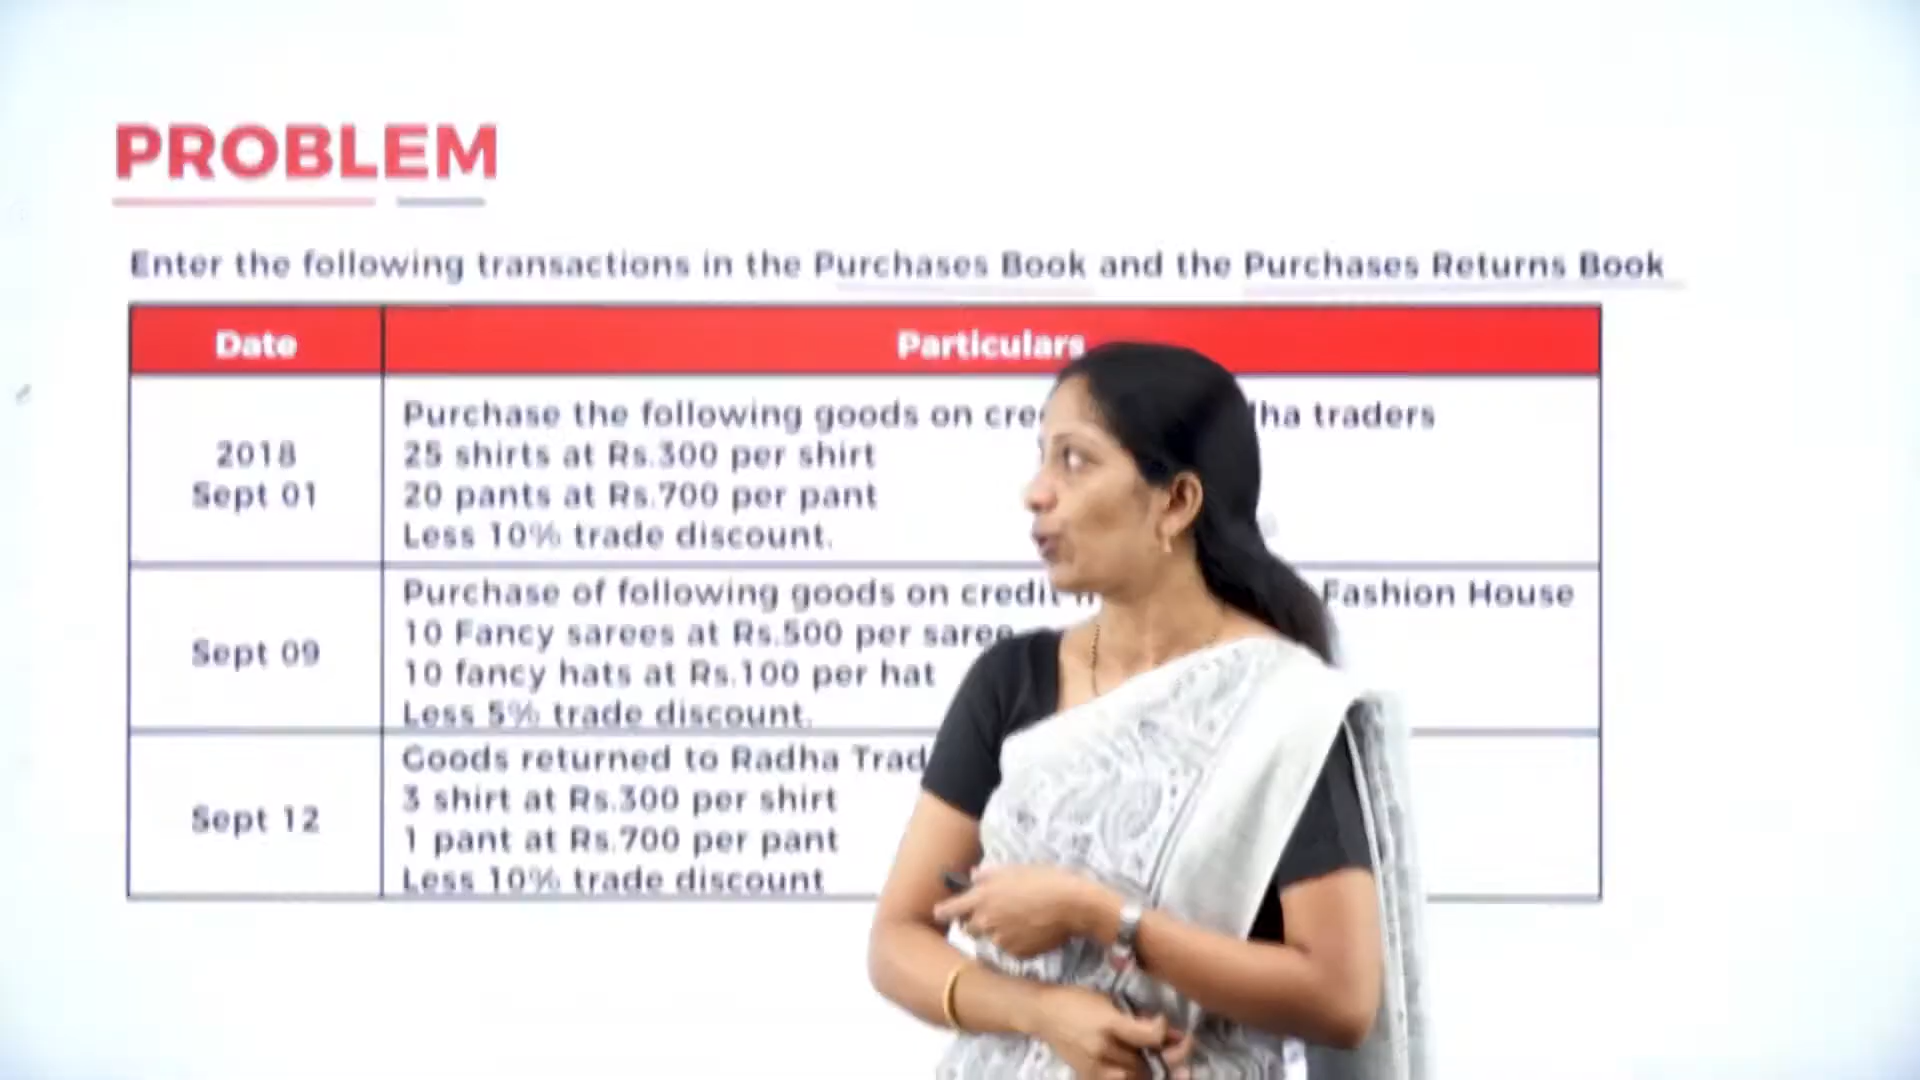 PROBLEM
Enter the following transactions in the Purchases Book and the Purchases Returns Book
Date Particulars
2018
Sept 01
Purchase the following goods on traders
25 shirts at Rs.300 per shirt
20 pants at Rs.700 per pant
Less 10% trade discount.
Sept 09
Purchase of following goods on credit Fashion House
10 Fancy sarees at Rs.500 per saree
10 fancy hats at Rs.100 per hat
Less 5% trade discount.
Sept 12
Goods returned to Radha
3 shirt at Rs.300 per shirt
1 pant at Rs.700 per pant
Less 10% trade discount